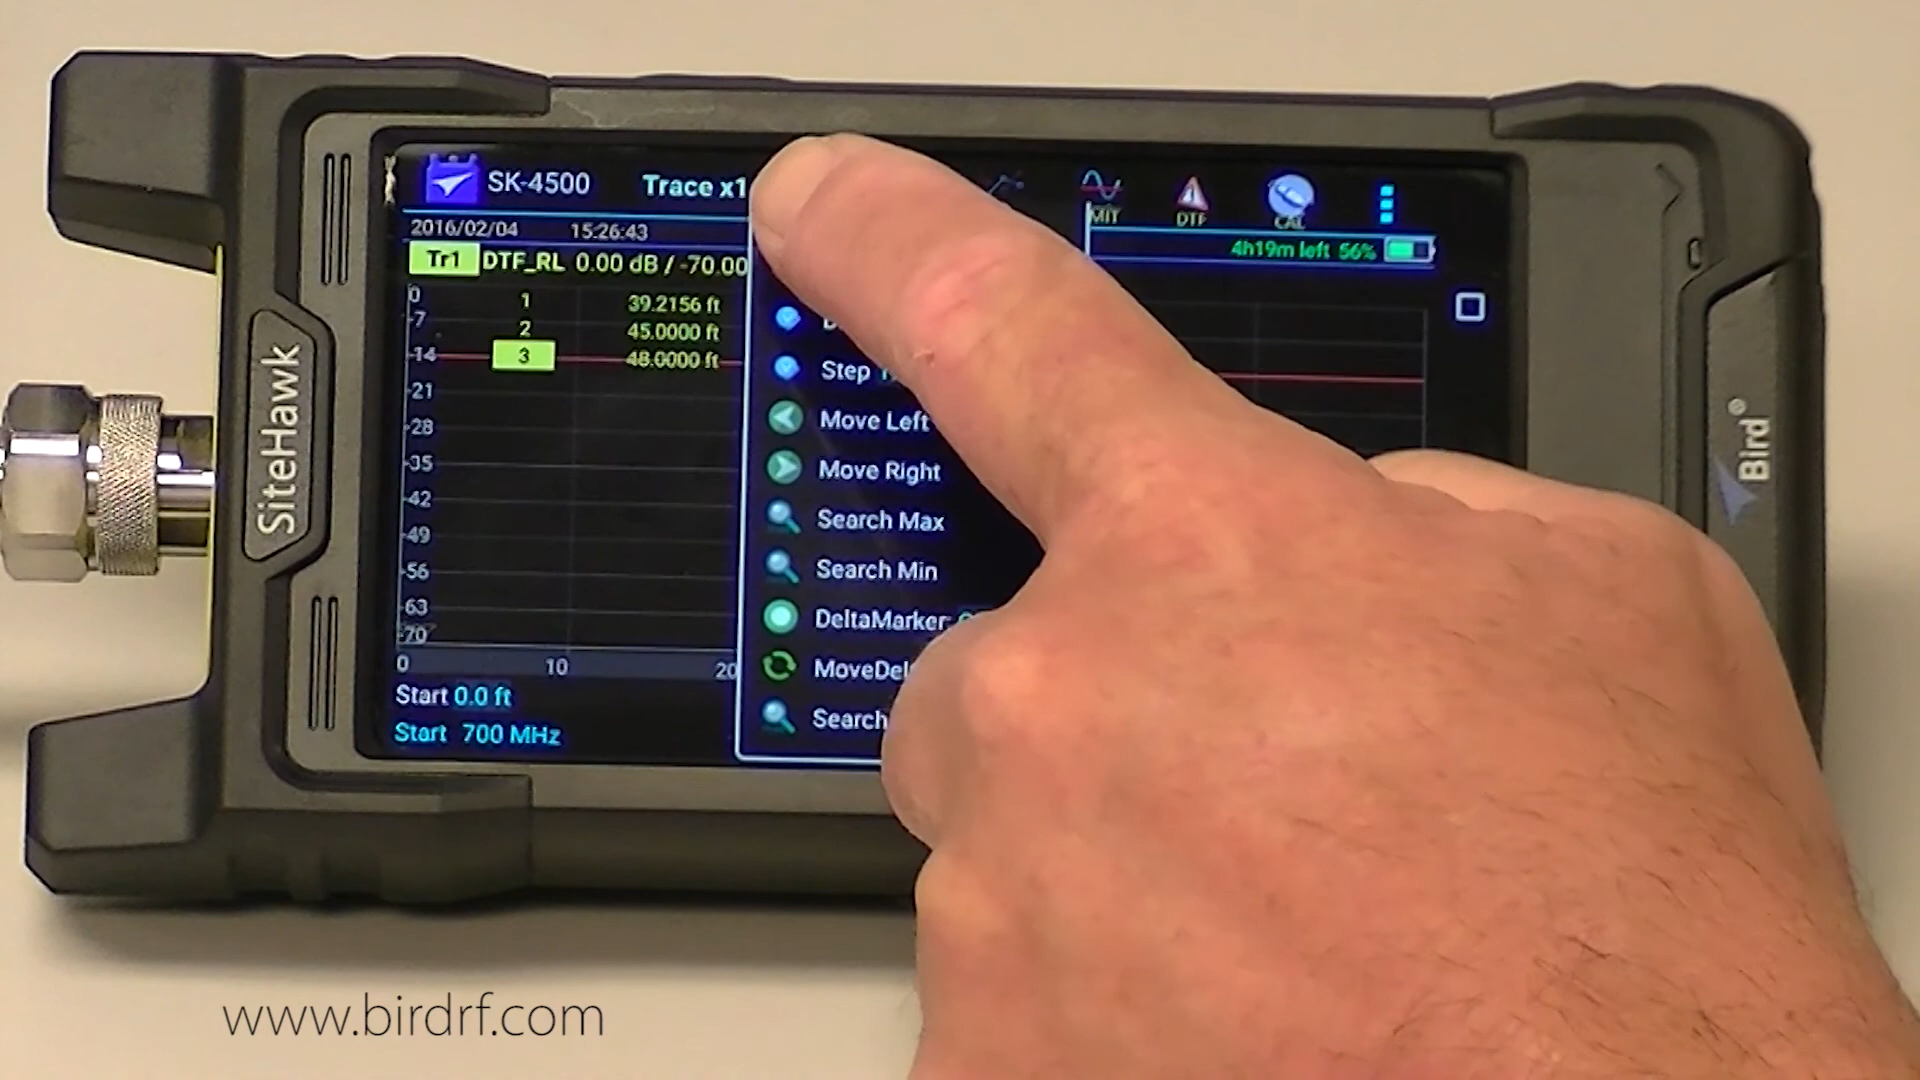 SK-4500 Trace x1
MIT DTF CAL
2016/02/04 15:26:43
4h19m left 56%
Tr1 DTF_RL 0.00 dB / -70.00
0
1 39.2156 ft
-7
2 45.0000 ft
-14
3 48.0000 ft
Step
-21
Move Left
-28
-35
Move Right
-42
Search Max
-49
-56
Search Min
-63
DeltaMarker:
-70
0 10 20
MoveDel
Start 0.0 ft
Search
Start 700 MHz
SiteHawk
Bird®
www.birdrf.com